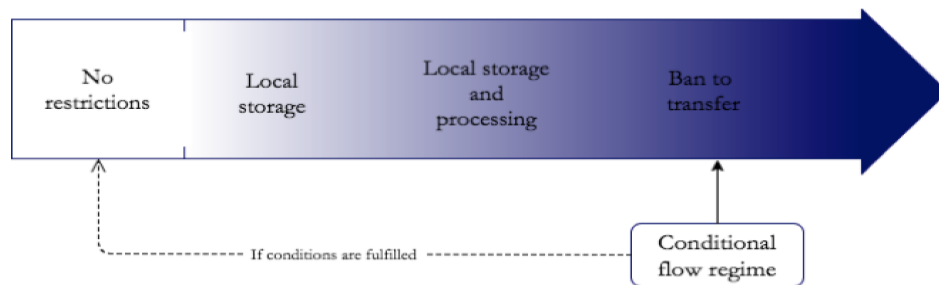 No
restrictions
Local
storage
Local storage
and
processing
Ban to
transfer
If conditions are fulfilled
Conditional
flow regime